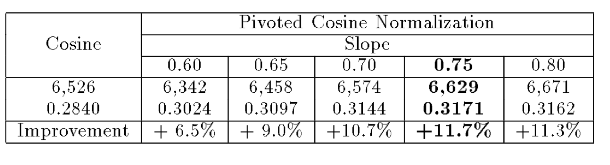 Pivoted Cosine Normalization
Cosine Slope
0.60 0.65 0.70 0.75 0.80
6,526 6,342 6,458 6,574 6,629 6,671
0.2840 0.3024 0.3097 0.3144 0.3171 0.3162
Improvement + 6.5% + 9.0% +10.7% +11.7% +11.3%